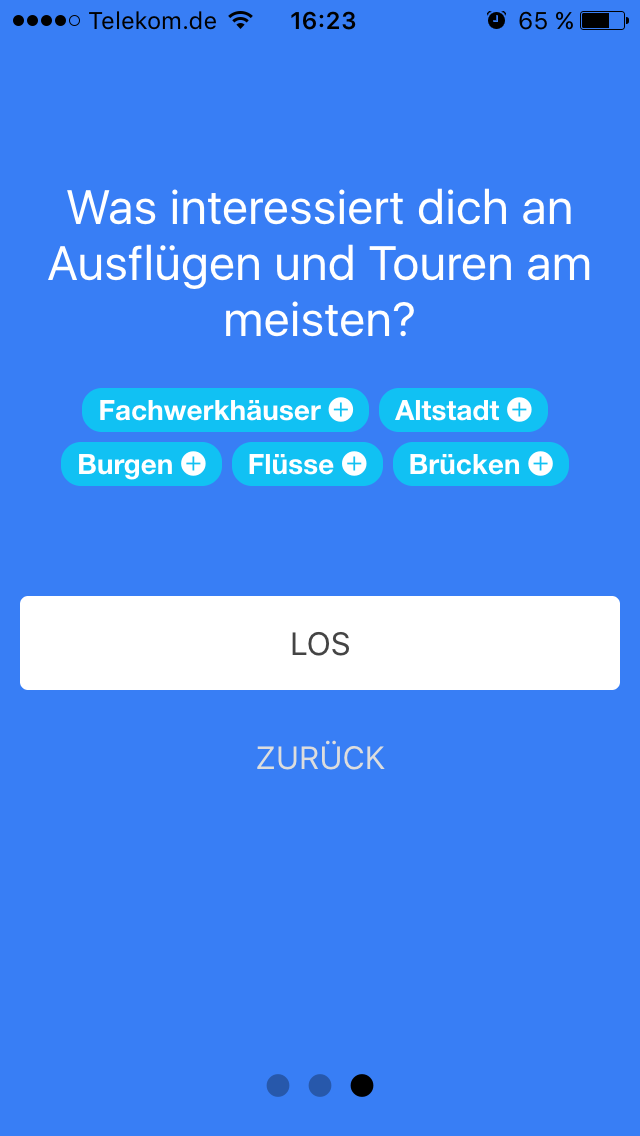 Telekom.de 16:23 65 %
Was interessiert dich an
Ausflügen und Touren am
meisten?
Fachwerkhäuser Altstadt
Burgen Flüsse Brücken
LOS
ZURÜCK